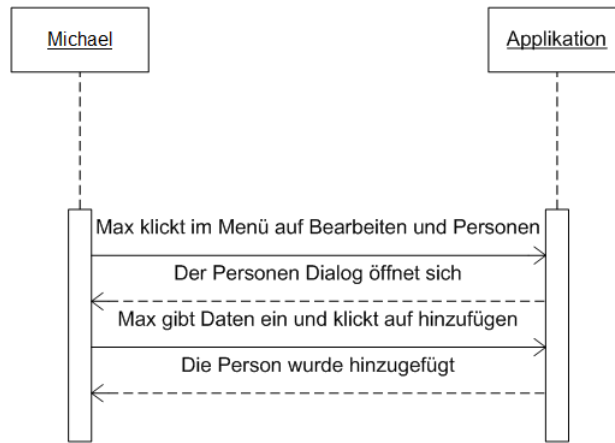 Michael
Applikation
Max klickt im Menü auf Bearbeiten und Personen
Der Personen Dialog öffnet sich
Max gibt Daten ein und klickt auf hinzufügen
Die Person wurde hinzugefügt